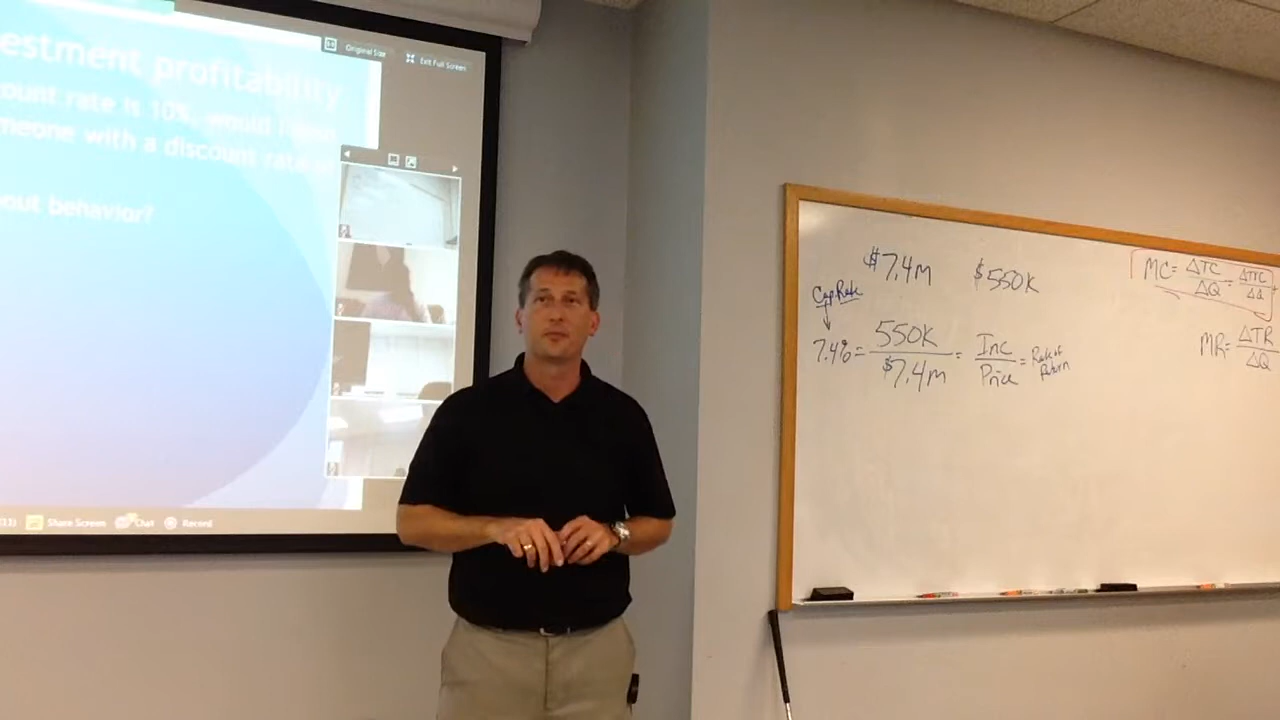 estment profitability
ount rate is 10%, would
meone with a discount rate
out behavior?
Original Size
Exit Full Screen
Share Screen
Chat
Record
$7.4M $550K
Cap Rate
7.4% = 550K / $7.4M = Inc / Price = Rate of Return
MC = ΔTC / ΔQ
MR = ΔTR / ΔQ